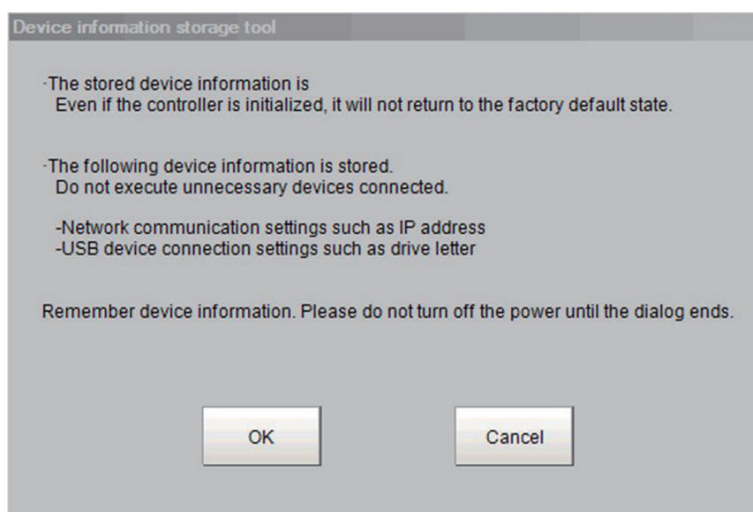 Device information storage tool
·The stored device information is
Even if the controller is initialized, it will not return to the factory default state.
·The following device information is stored.
Do not execute unnecessary devices connected.
-Network communication settings such as IP address
-USB device connection settings such as drive letter
Remember device information. Please do not turn off the power until the dialog ends.
OK Cancel